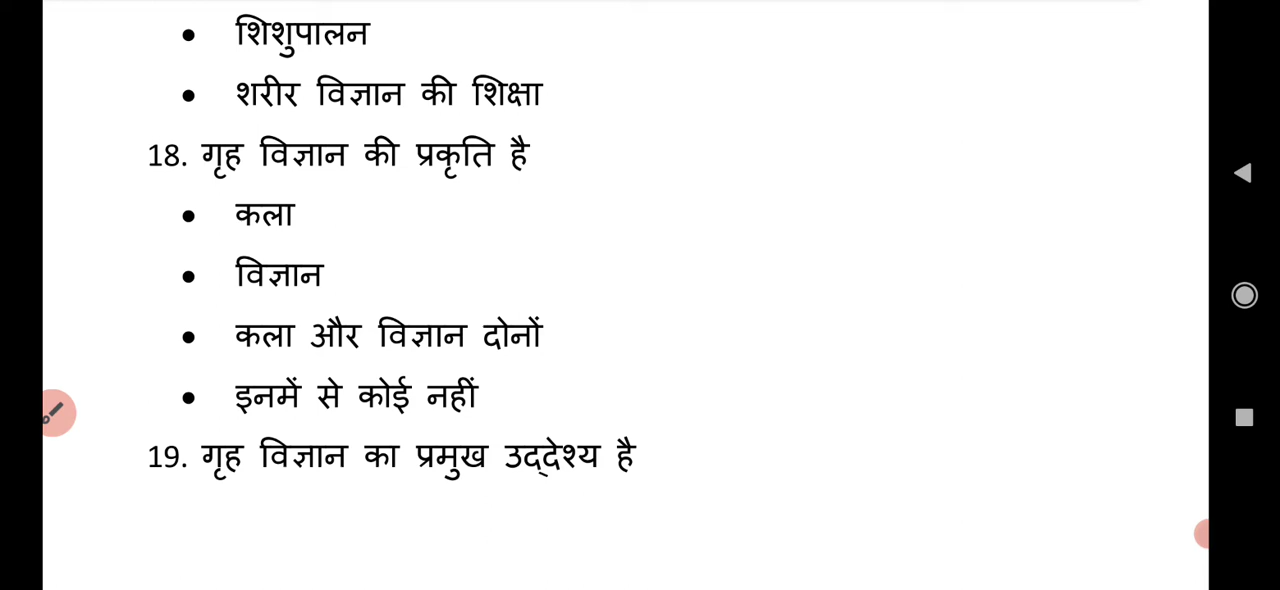 • शिशुपालन
• शरीर विज्ञान की शिक्षा
18. गृह विज्ञान की प्रकृति है
• कला
• विज्ञान
• कला और विज्ञान दोनों
• इनमें से कोई नहीं
19. गृह विज्ञान का प्रमुख उद्देश्य है